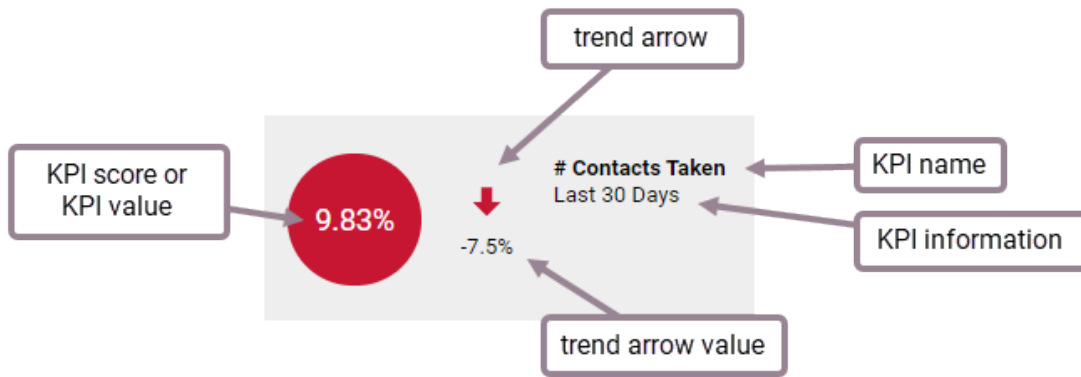 trend arrow
KPI score or
KPI value
9.83%
-7.5%
# Contacts Taken
Last 30 Days
KPI name
KPI information
trend arrow value